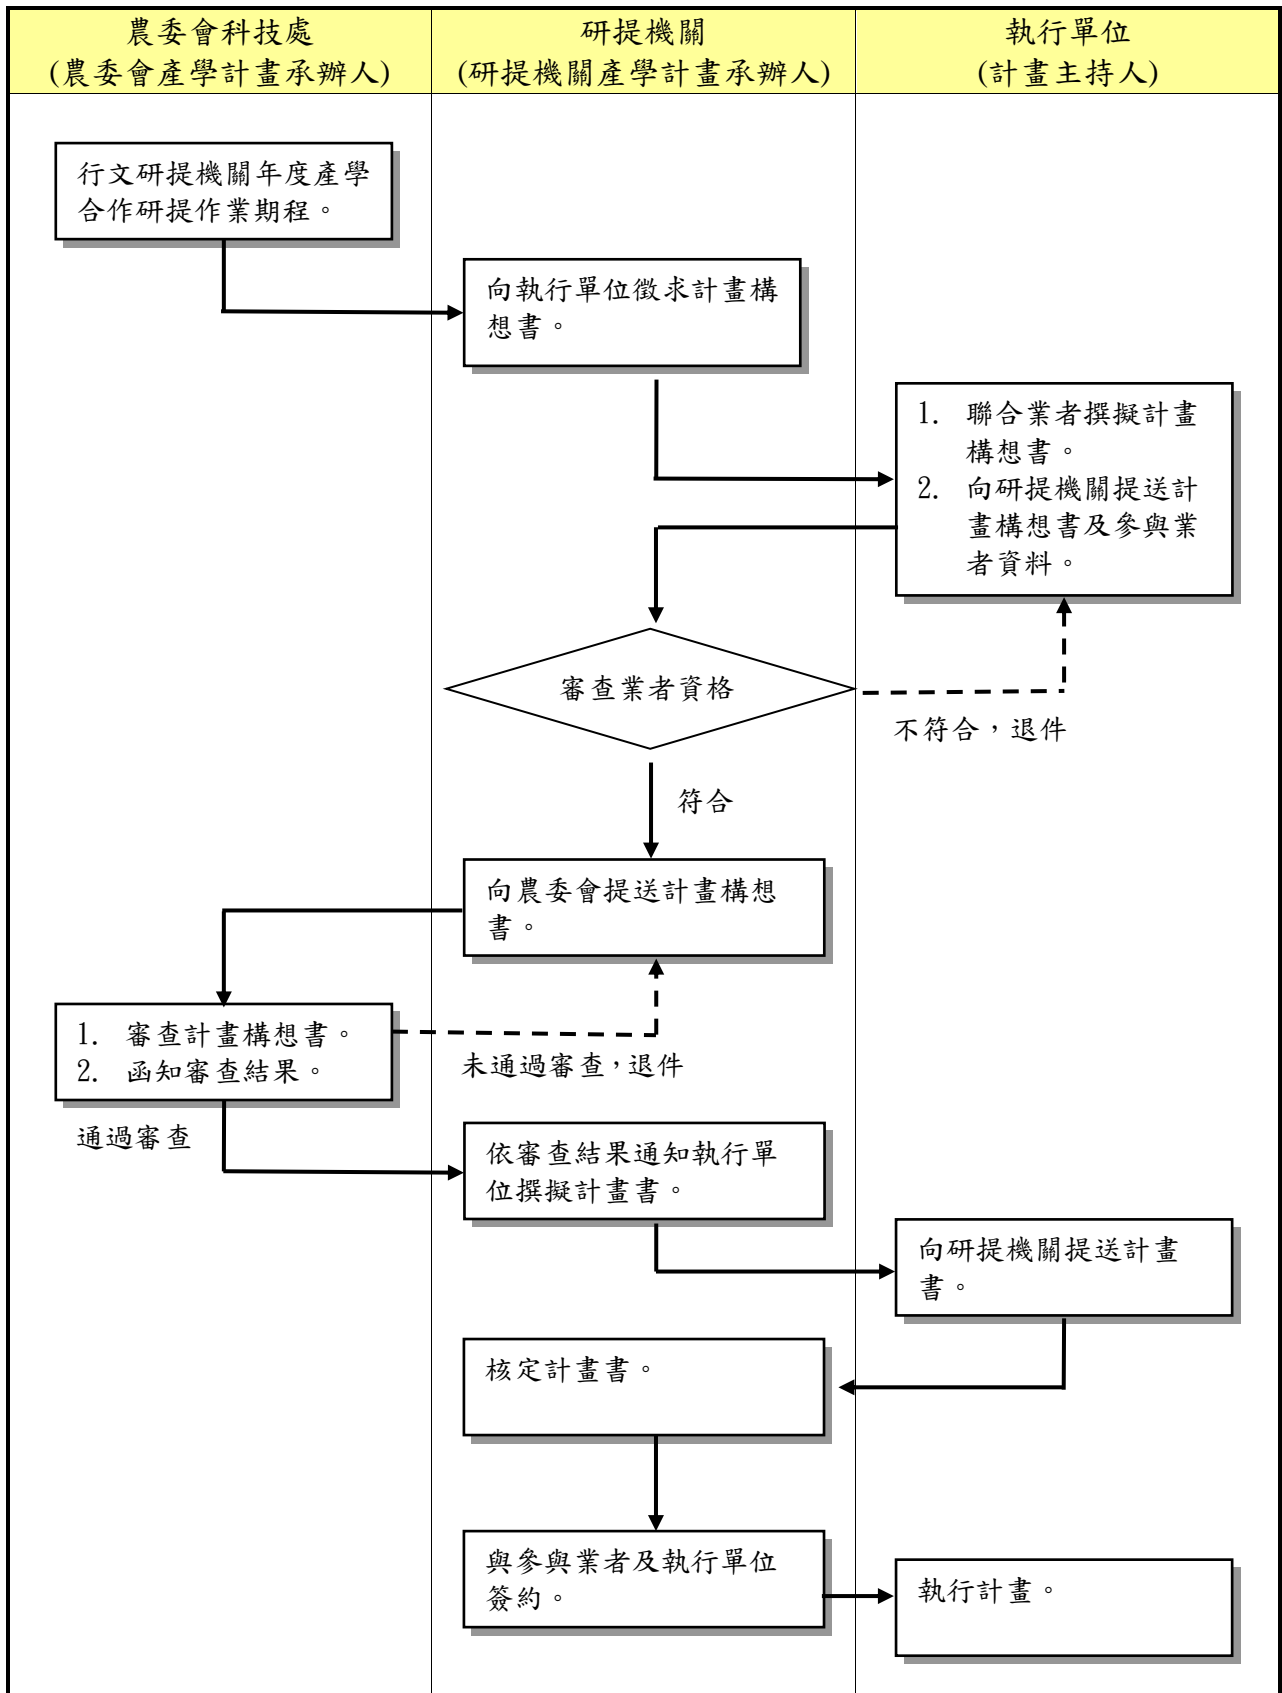 農委會科技處
(農委會產學計畫承辦人)
研提機關
(研提機關產學計畫承辦人)
執行單位
(計畫主持人)
行文研提機關年度產學
合作研提作業期程。
向執行單位徵求計畫構
想書。
1. 聯合業者撰擬計畫
構想書。
2. 向研提機關提送計
畫構想書及參與業
者資料。
審查業者資格
不符合，退件
符合
向農委會提送計畫構想
書。
1. 審查計畫構想書。
2. 函知審查結果。
未通過審查，退件
通過審查
依審查結果通知執行單
位撰擬計畫書。
向研提機關提送計畫
書。
核定計畫書。
與參與業者及執行單位
簽約。
執行計畫。